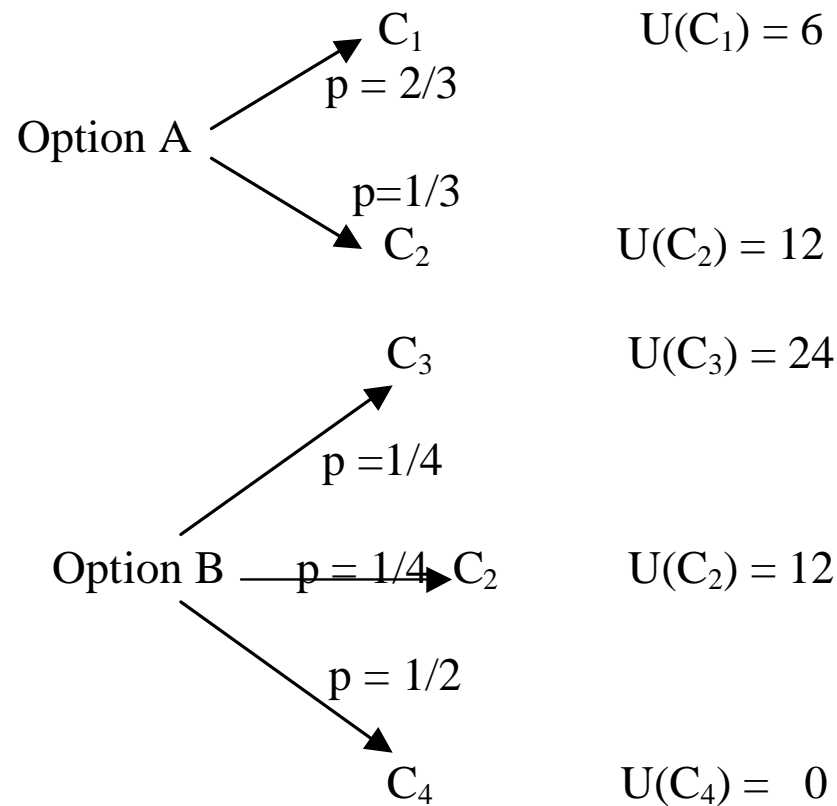 C₁ U(C₁) = 6
p = 2/3
Option A
p=1/3
C₂ U(C₂) = 12
C₃ U(C₃) = 24
p =1/4
Option B p = 1/4 C₂ U(C₂) = 12
p = 1/2
C₄ U(C₄) = 0